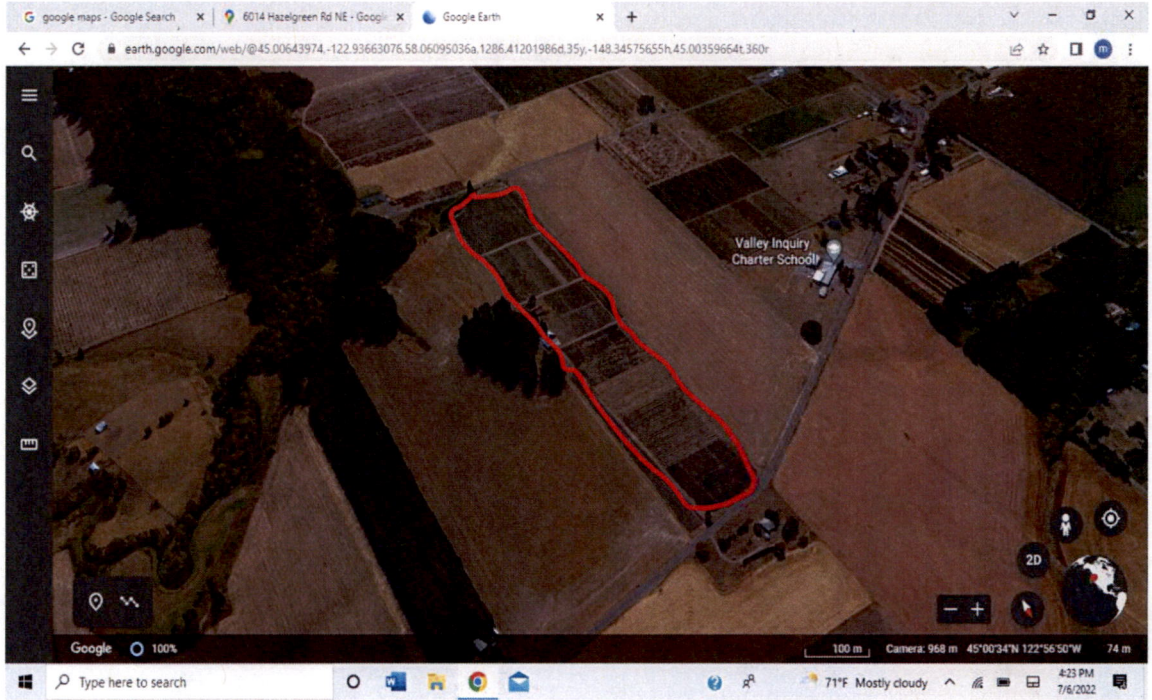 google maps - Google Search
6014 Hazelgreen Rd NE - Googl
Google Earth
earth.google.com/web/@45.00643974,-122.93663076,58.06095036a,1286.41201986d,35y,-148.34575655h,45.00359664t,360r
m
Valley Inquiry
Charter School
2D
Google
100%
100 m
Camera: 968 m
45°00'34"N 122°56'50"W
74 m
Type here to search
71°F Mostly cloudy
4:23 PM
7/6/2022